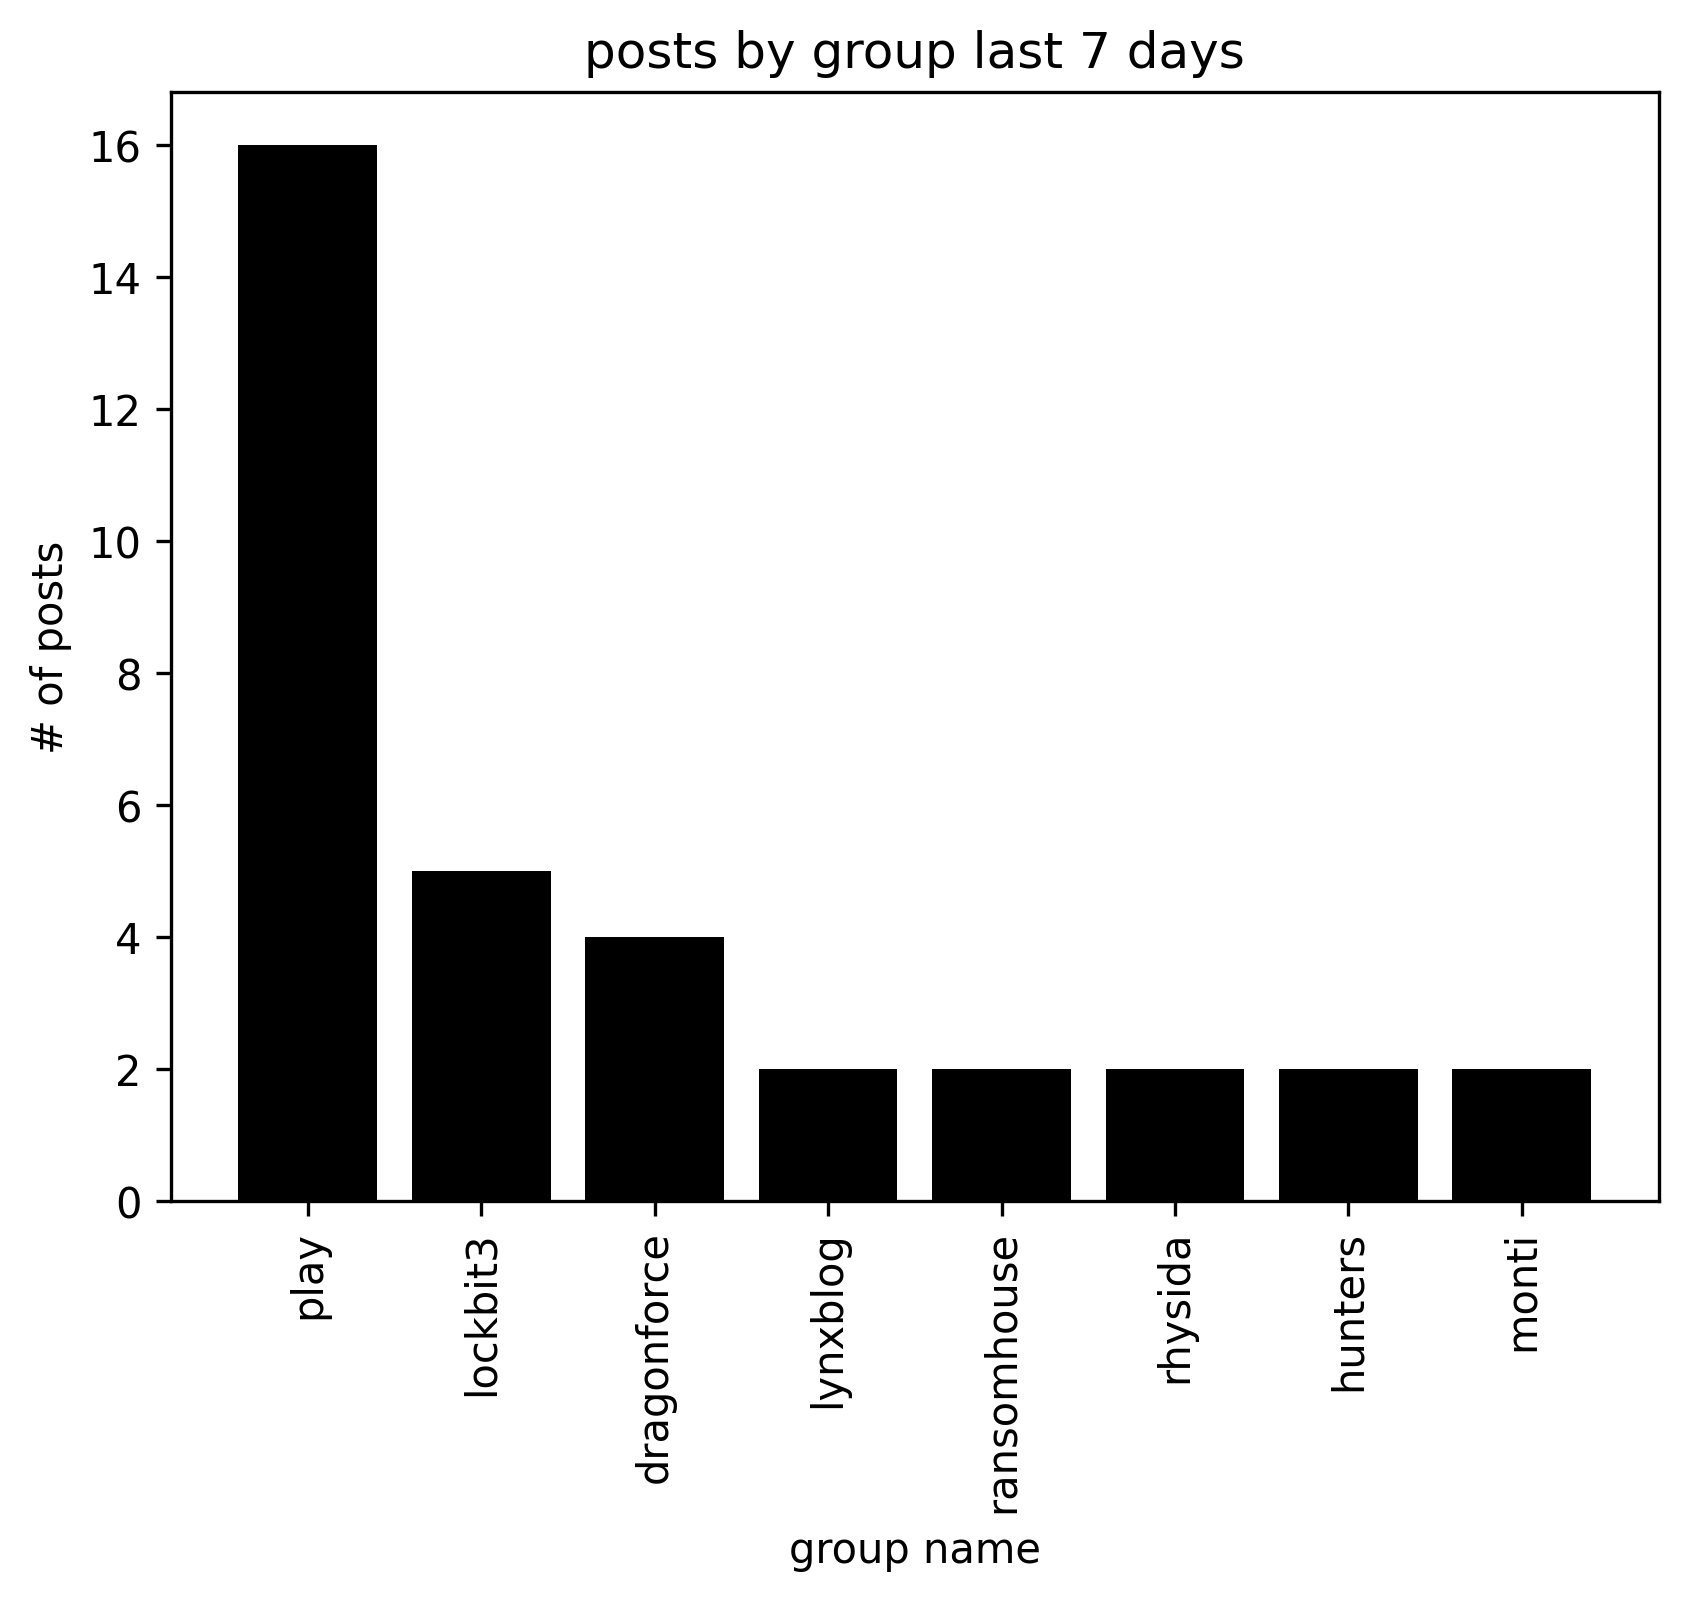 posts by group last 7 days
# of posts
16
14
12
10
8
6
4
2
0
play
lockbit3
dragonforce
lynxblog
ransomhouse
rhysida
hunters
monti
group name